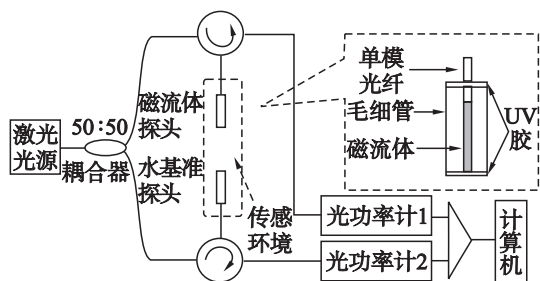 激光
光源
50∶50
耦合器
磁流体
探头
水基准
探头
传感
环境
单模
光纤
毛细管
磁流体
UV
胶
光功率计1
光功率计2
计
算
机